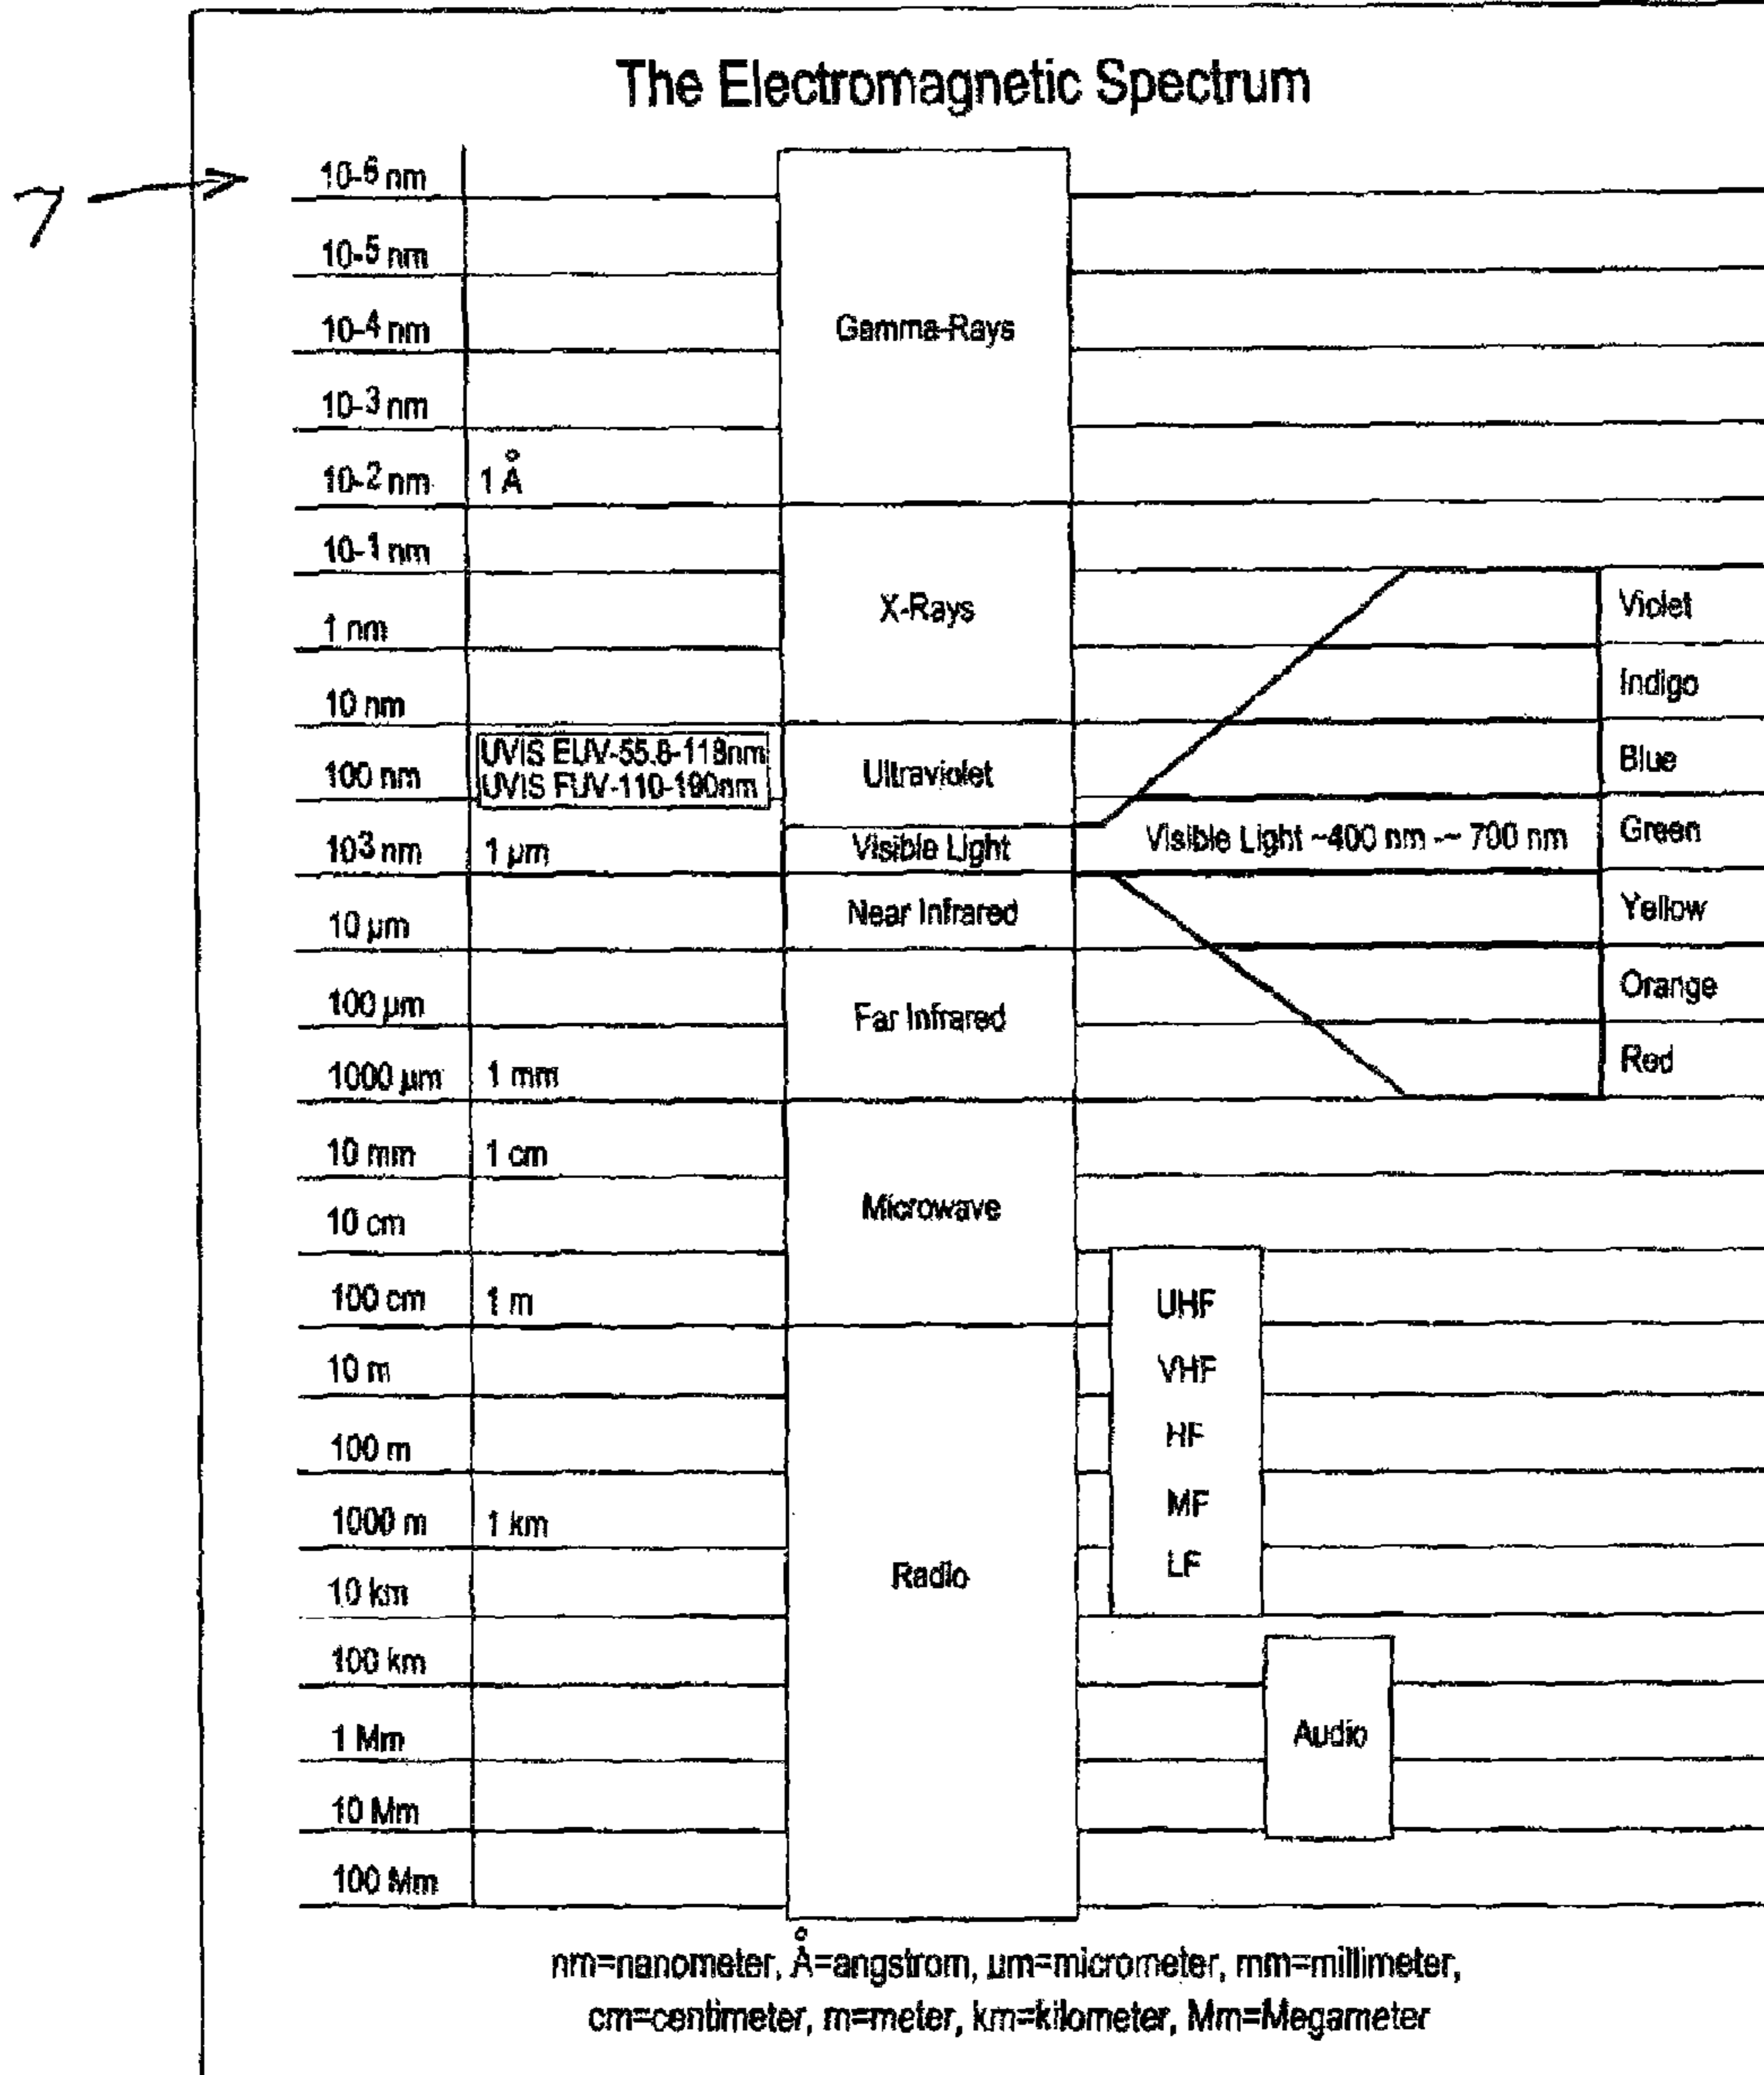 The Electromagnetic Spectrum
7
10-6 nm
10-5 nm
10-4 nm
Gamma-Rays
10-3 nm
10-2 nm 1 Å
10-1 nm
X-Rays
Violet
1 nm
Indigo
10 nm
UVIS EUV-55.8-118nm
UVIS FUV-110-190nm
100 nm
Ultraviolet
Blue
103 nm 1 µm
Visible Light
Visible Light ~400 nm -~ 700 nm
Green
10 µm
Near Infrared
Yellow
100 µm
Far Infrared
Orange
1000 µm 1 mm
Red
10 mm 1 cm
10 cm
Microwave
100 cm 1 m
UHF
10 m
VHF
100 m
HF
1000 m 1 km
MF
Radio
LF
10 km
100 km
1 Mm
Audio
10 Mm
100 Mm
nm=nanometer, Å=angstrom, µm=micrometer, mm=millimeter,
cm=centimeter, m=meter, km=kilometer, Mm=Megameter